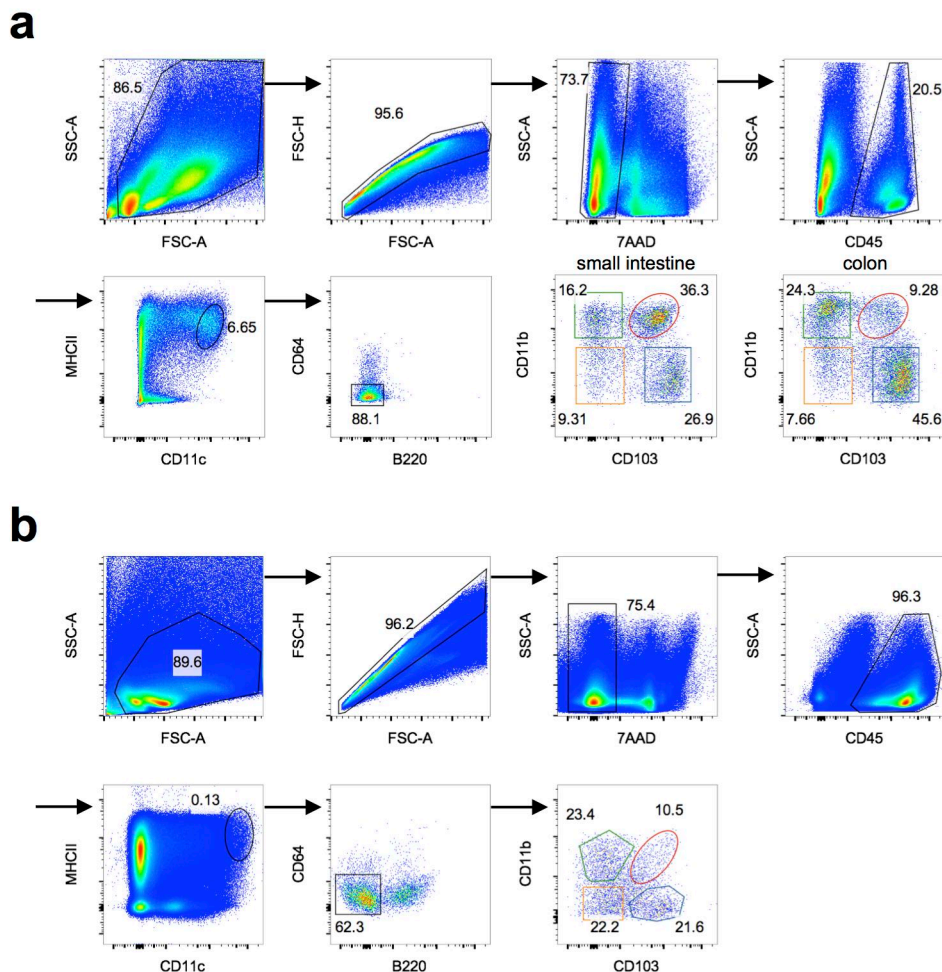 a
86.5
SSC-A
FSC-A
95.6
FSC-H
FSC-A
73.7
SSC-A
7AAD
20.5
SSC-A
CD45
6.65
MHCII
CD11c
88.1
CD64
B220
small intestine
16.2
36.3
CD11b
9.31
26.9
CD103
colon
24.3
9.28
CD11b
7.66
45.6
CD103
b
89.6
SSC-A
FSC-A
96.2
FSC-H
FSC-A
75.4
SSC-A
7AAD
96.3
SSC-A
CD45
0.13
MHCII
CD11c
62.3
CD64
B220
23.4
10.5
CD11b
22.2
21.6
CD103